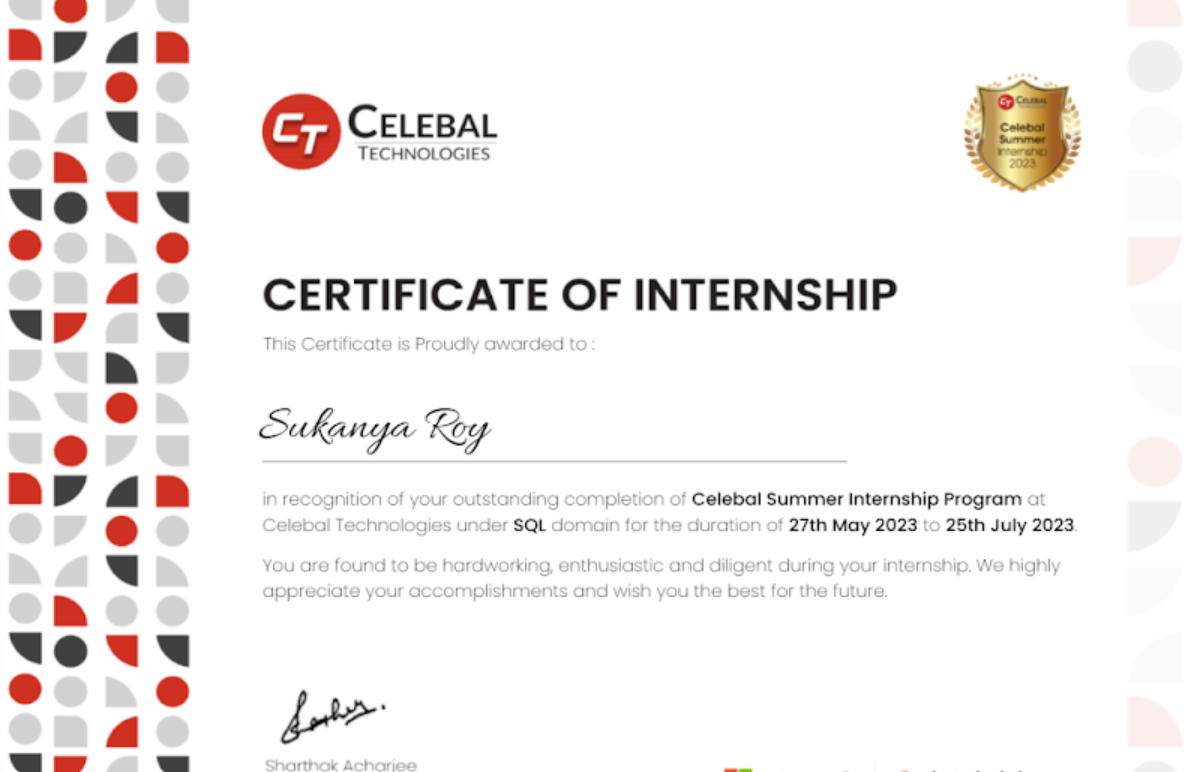 CT CELEBAL
TECHNOLOGIES
CT CELEBAL
Celebal
Summer
Internship
2023
CERTIFICATE OF INTERNSHIP
This Certificate is Proudly awarded to :
Sukanya Roy
in recognition of your outstanding completion of Celebal Summer Internship Program at
Celebal Technologies under SQL domain for the duration of 27th May 2023 to 25th July 2023.
You are found to be hardworking, enthusiastic and diligent during your internship. We highly
appreciate your accomplishments and wish you the best for the future.
Sharthak Acharjee